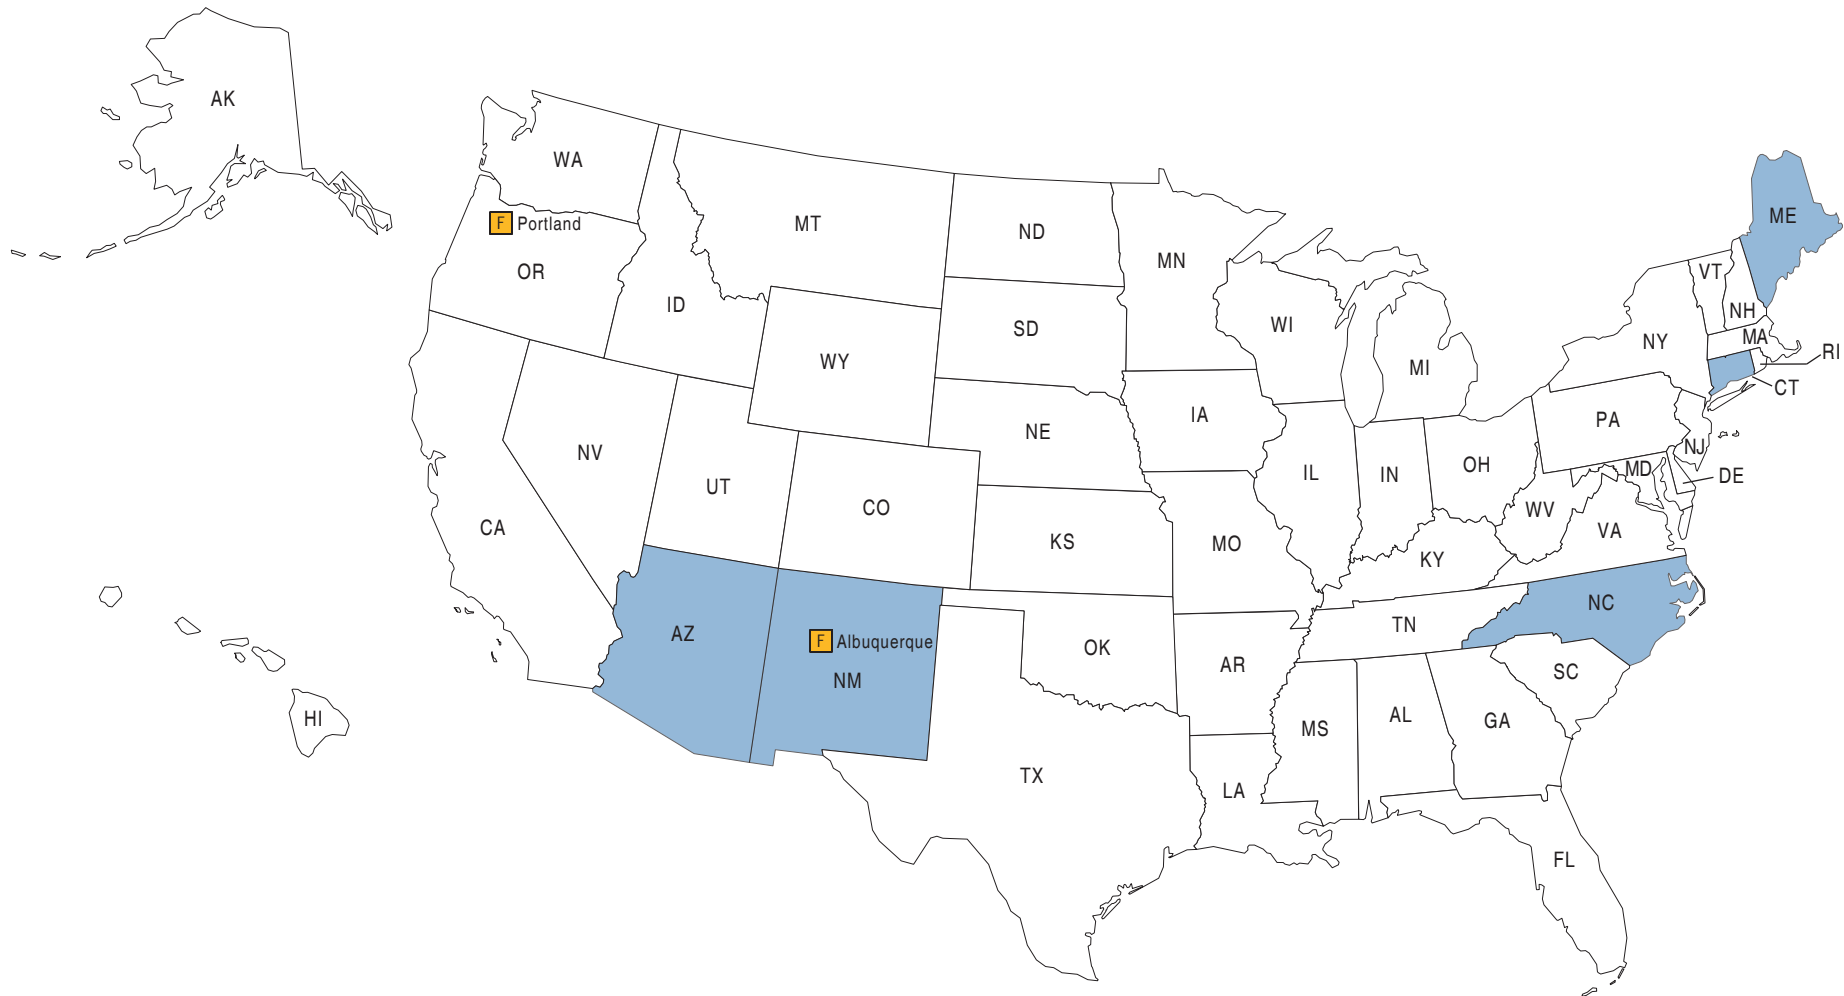 AK
WA
MT
ND
MN
ME
F Portland
OR
ID
SD
WI
MI
VT
NH
NY
MA
RI
CT
WY
NE
IA
PA
NJ
NV
UT
CO
IL
IN
OH
MD
DE
CA
KS
MO
WV
VA
KY
AZ
F Albuquerque
NM
OK
AR
TN
NC
SC
HI
TX
LA
MS
AL
GA
FL